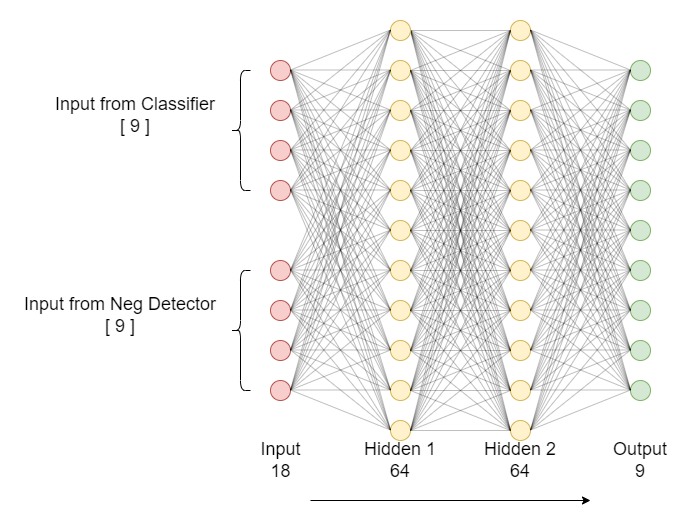 Input from Classifier
[ 9 ]
Input from Neg Detector
[ 9 ]
Input
18
Hidden 1
64
Hidden 2
64
Output
9